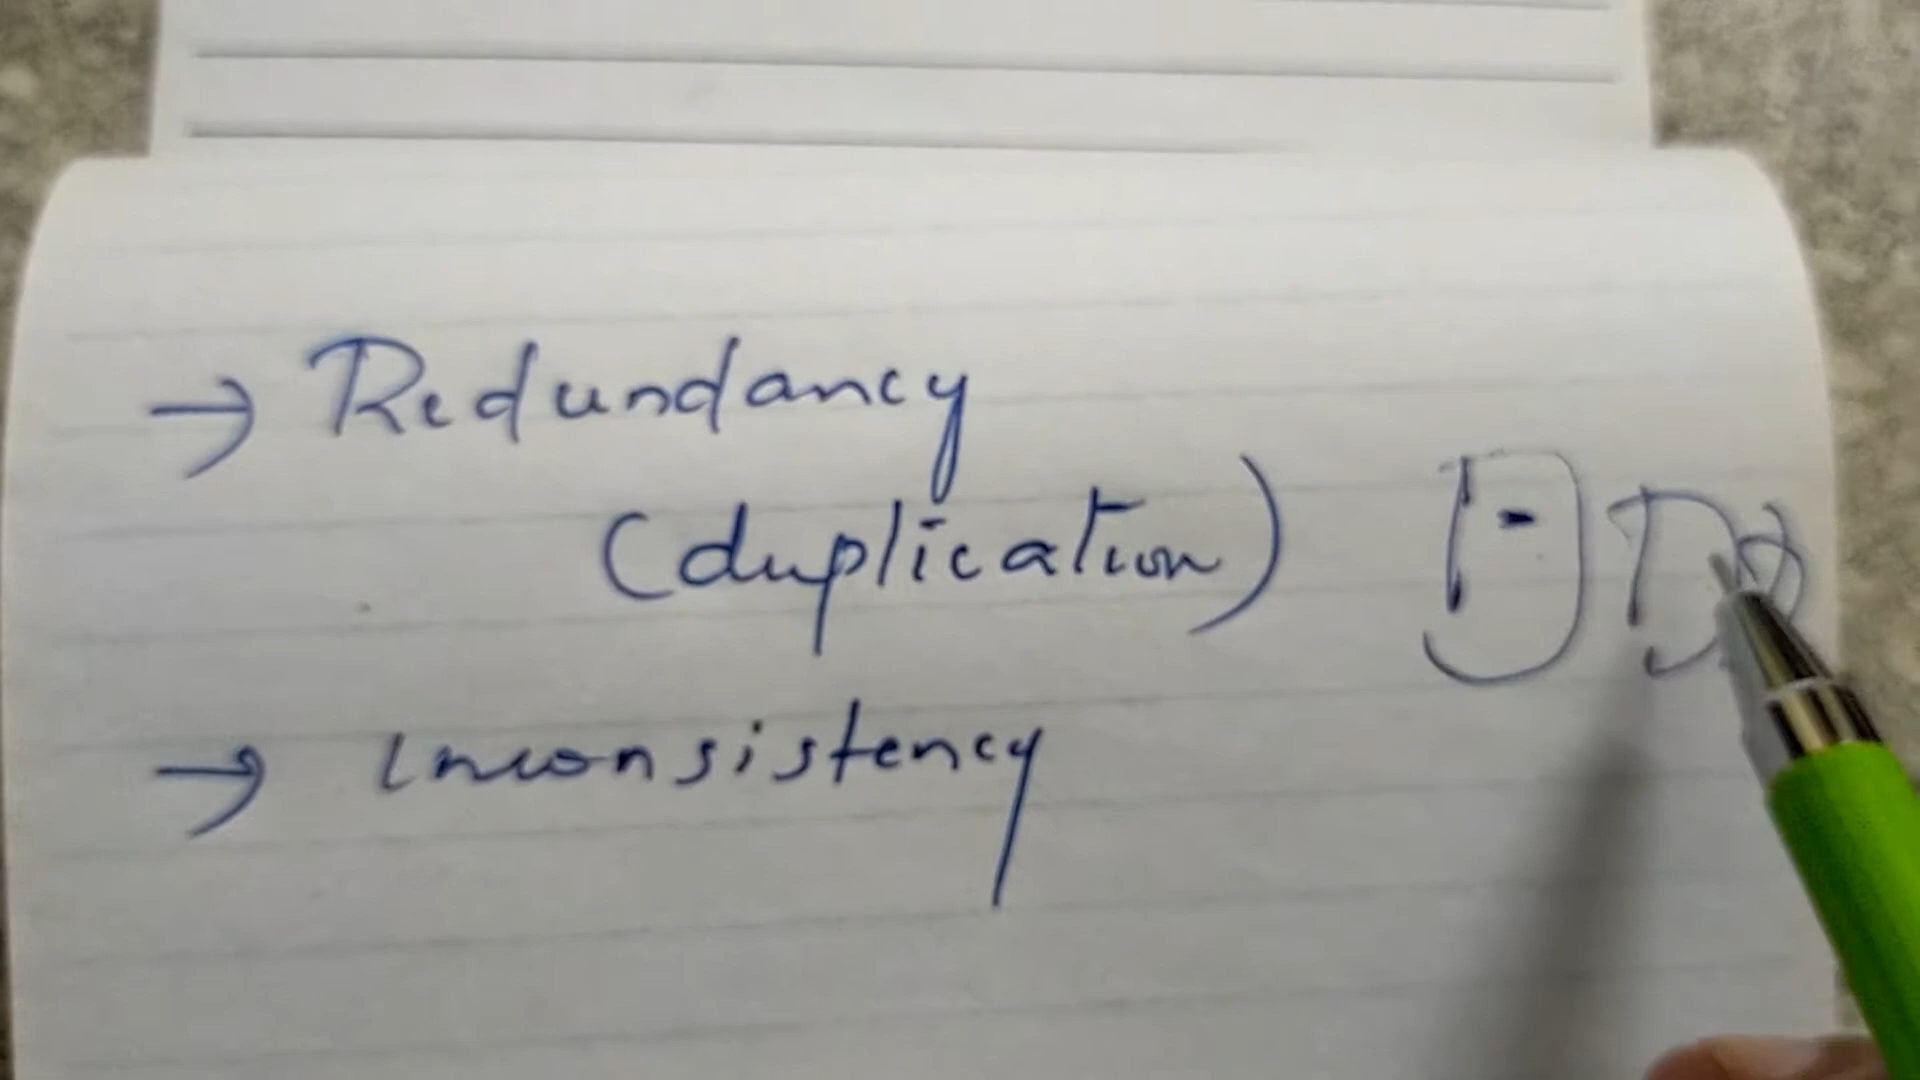 → Redundancy
(duplication)
→ Inconsistency